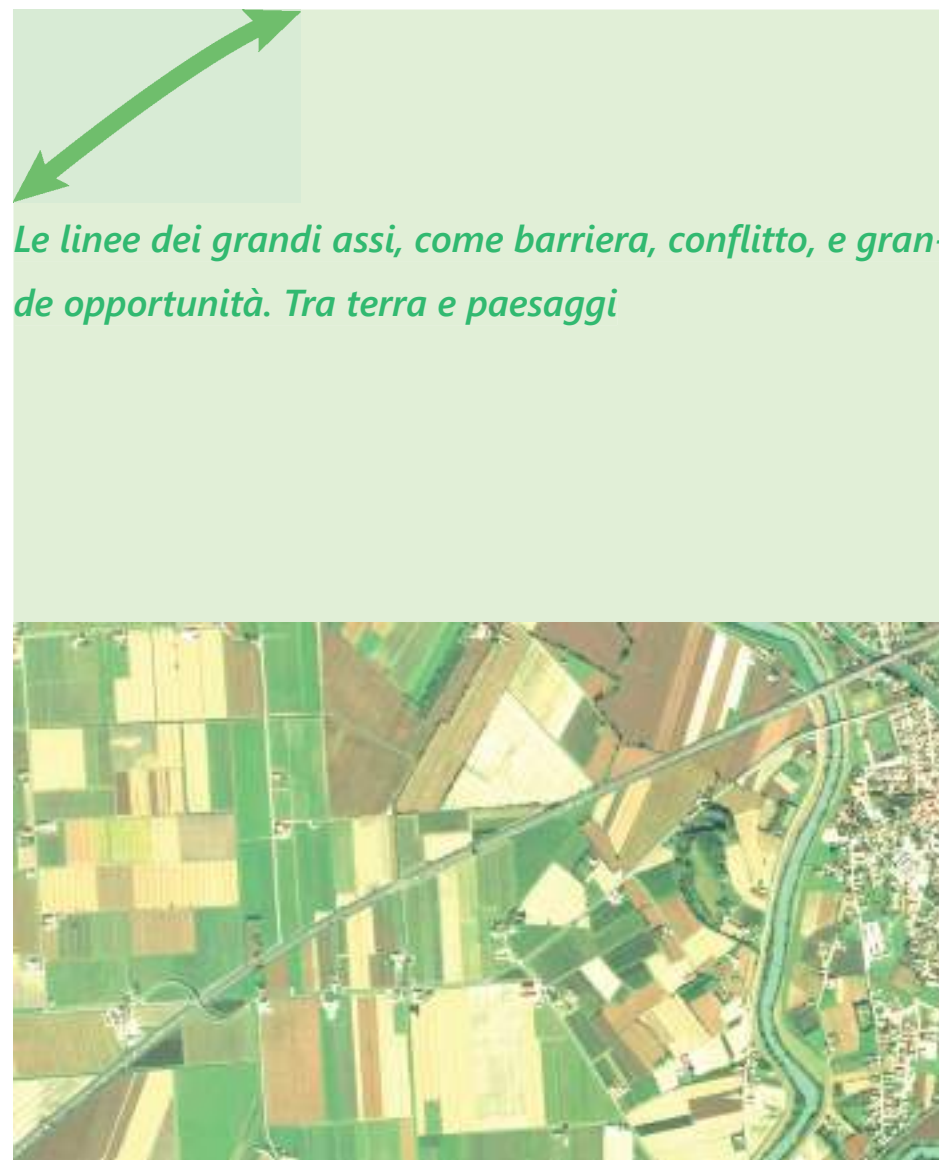 Le linee dei grandi assi, come barriera, conflitto, e gran-
de opportunità. Tra terra e paesaggi